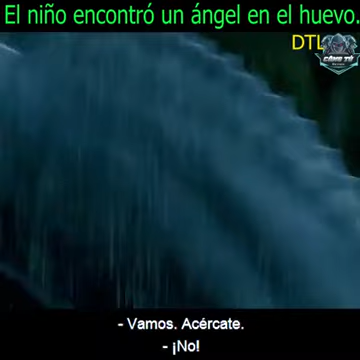 El niño encontró un ángel en el huevo.
DTL
- Vamos. Acércate.
- ¡No!